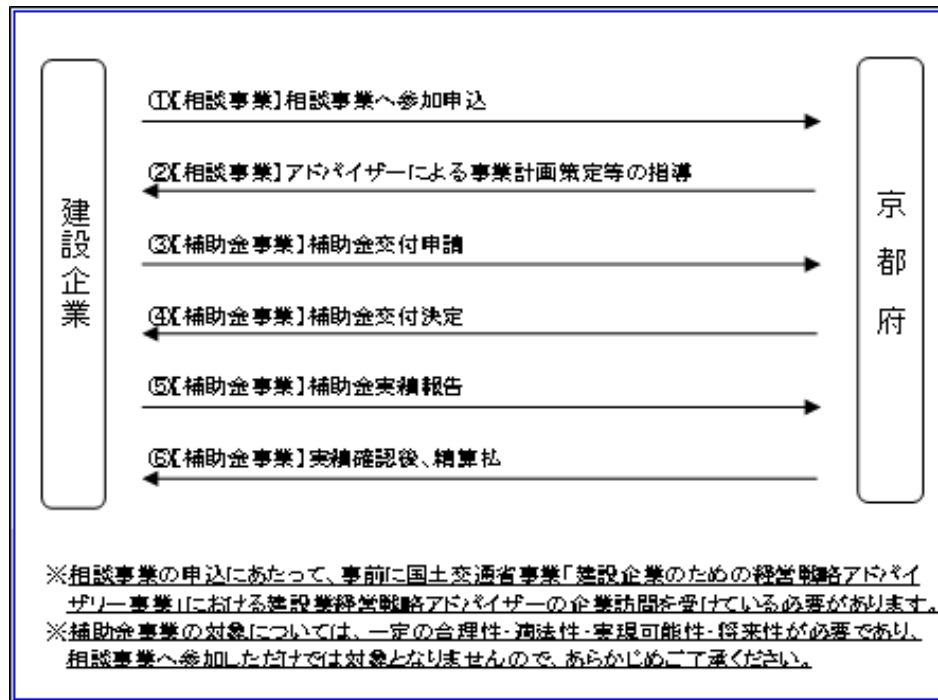 ①【相談事業】相談事業へ参加申込
②【相談事業】アドバイザーによる事業計画策定等の指導
建設企業
京都府
③【補助金事業】補助金交付申請
④【補助金事業】補助金交付決定
⑤【補助金事業】補助金実績報告
⑥【補助金事業】実績確認後、精算払
※相談事業の申込にあたって、事前に国土交通省事業「建設企業のための経営戦略アドバイ
ザリー事業」における建設業経営戦略アドバイザーの企業訪問を受けている必要があります。
※補助金事業の対象については、一定の合理性・適法性・実現可能性・将来性が必要であり、
相談事業へ参加しただけでは対象となりませんので、あらかじめご了承ください。